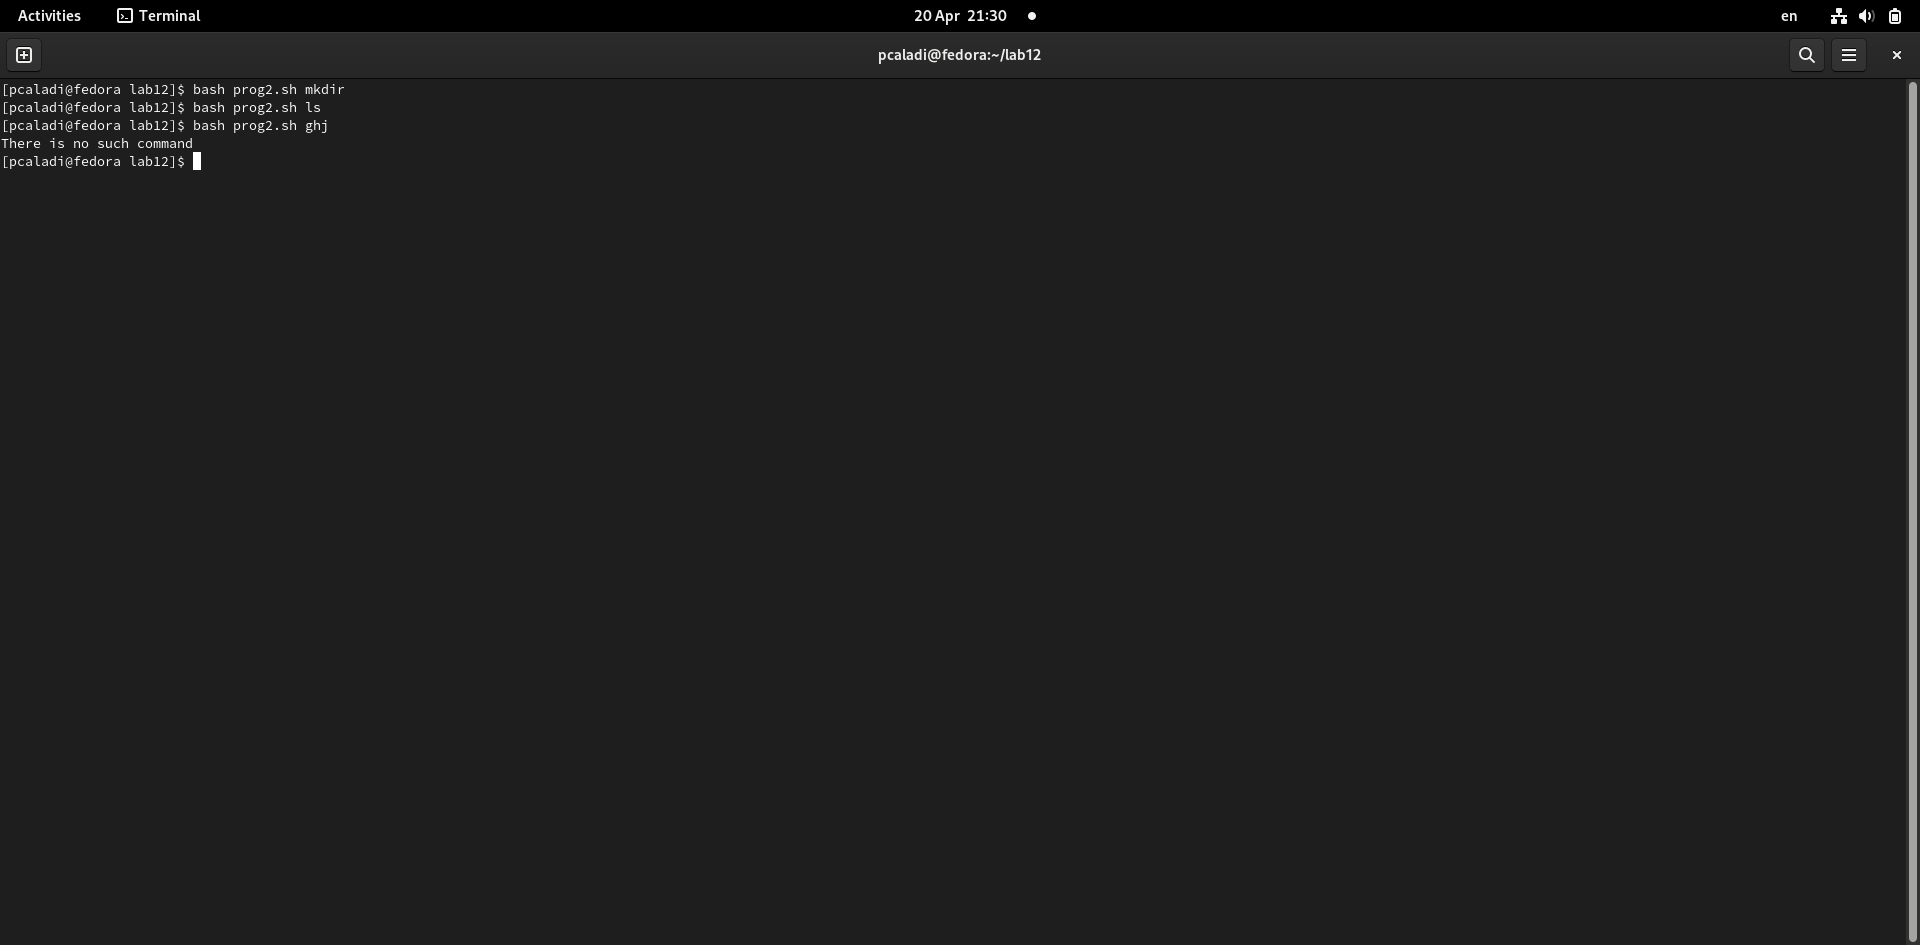 Activities Terminal 20 Apr 21:30 en
pcaladi@fedora:~/lab12
[pcaladi@fedora lab12]$ bash prog2.sh mkdir
[pcaladi@fedora lab12]$ bash prog2.sh ls
[pcaladi@fedora lab12]$ bash prog2.sh ghj
There is no such command
[pcaladi@fedora lab12]$